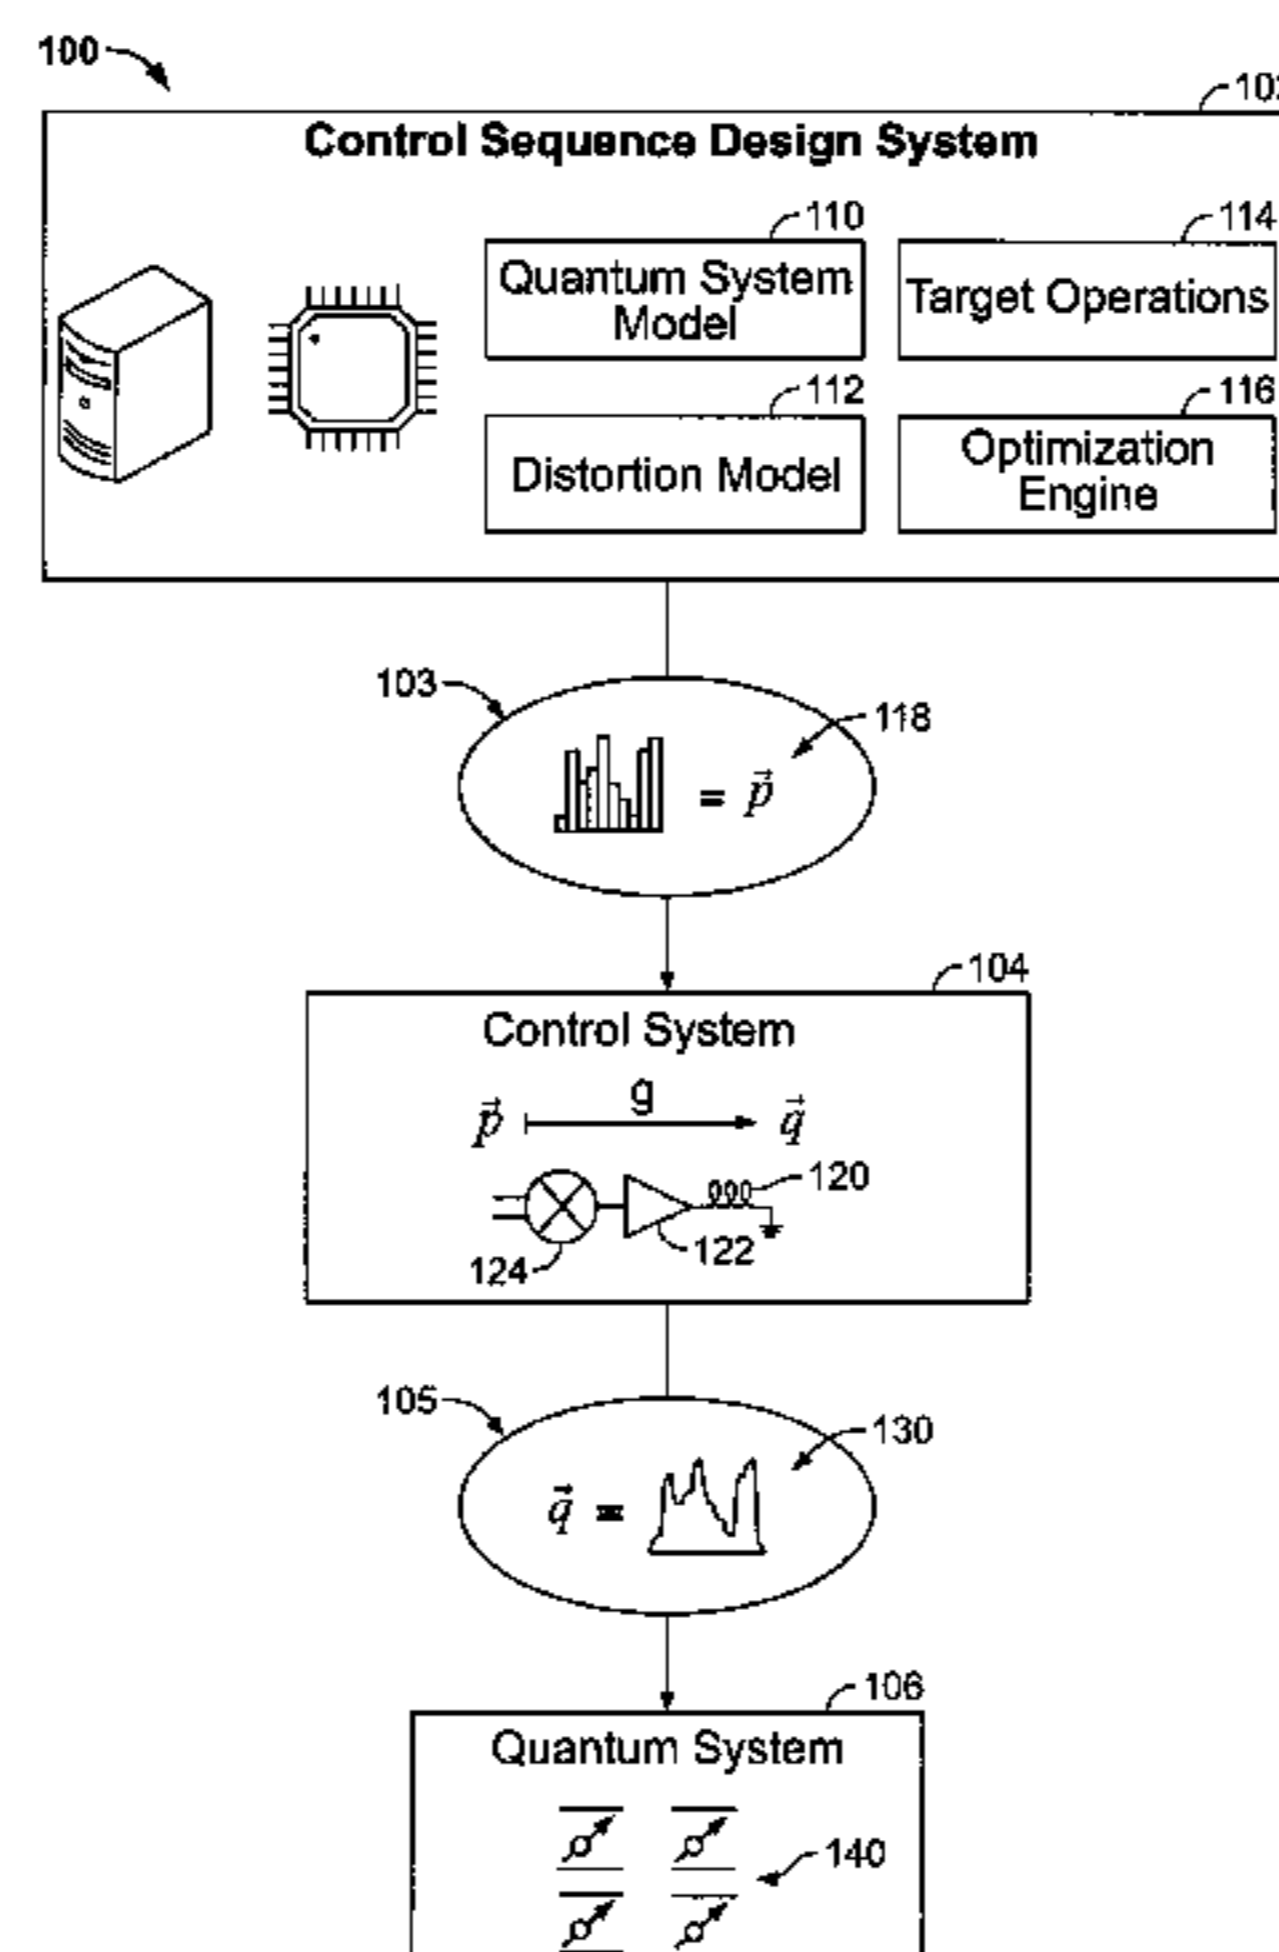 100
Control Sequence Design System
110
114
Quantum System
Model
Target Operations
112
116
Distortion Model
Optimization
Engine
103
118
= p⃗
104
Control System
g
p⃗ q⃗
120
122
124
105
130
q⃗ =
106
Quantum System
140